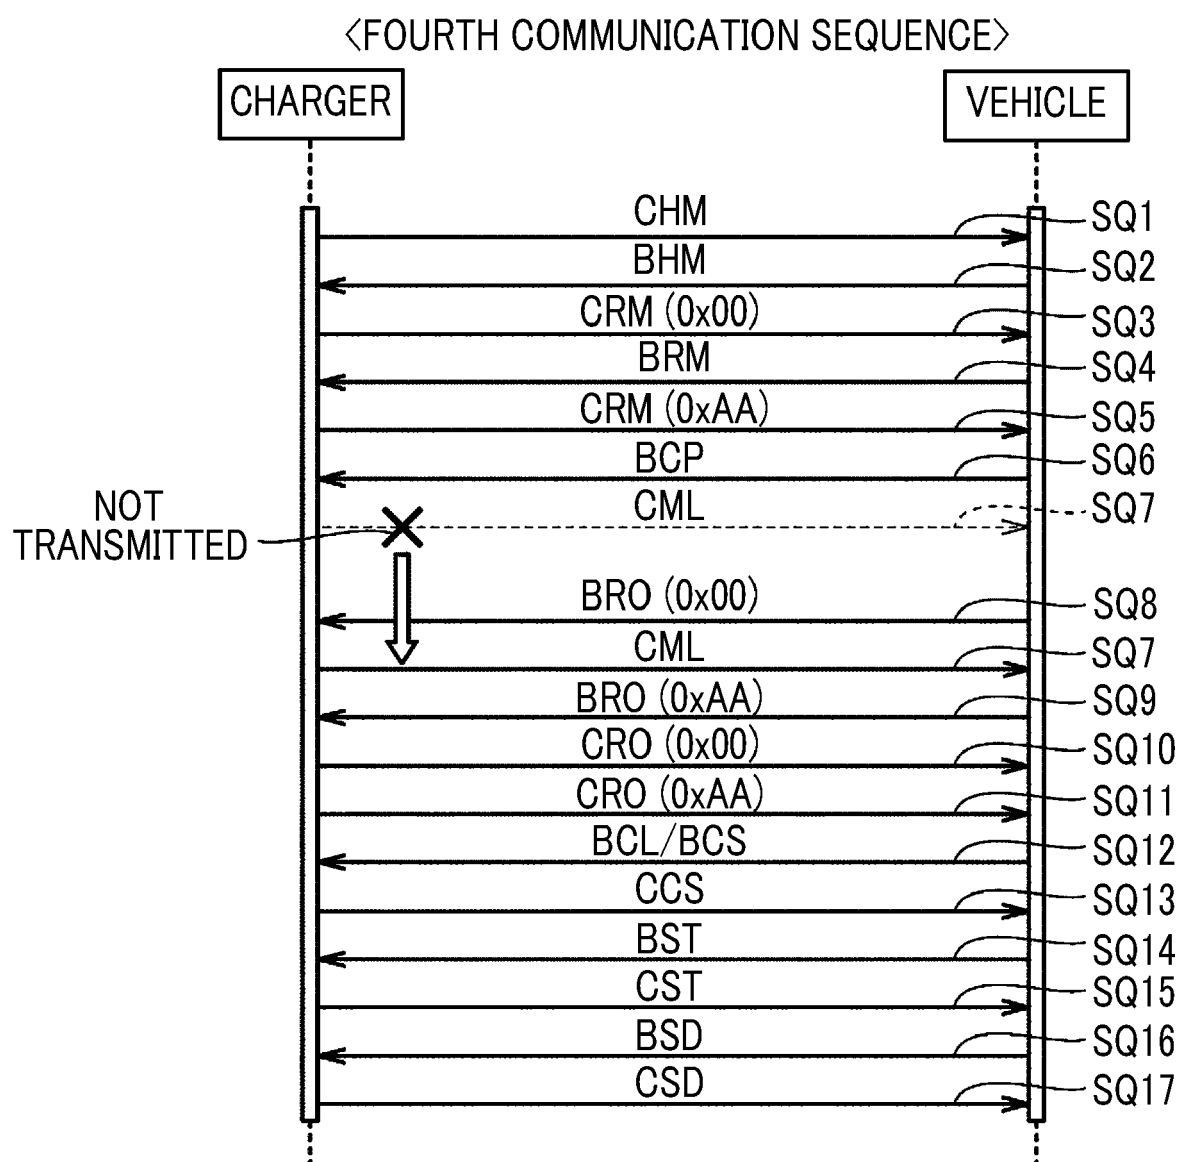 〈FOURTH COMMUNICATION SEQUENCE〉
CHARGER
VEHICLE
CHM
SQ1
BHM
SQ2
CRM (0x00)
SQ3
BRM
SQ4
CRM (0xAA)
SQ5
BCP
SQ6
NOT
TRANSMITTED
CML
SQ7
BRO (0x00)
SQ8
CML
SQ7
BRO (0xAA)
SQ9
CRO (0x00)
SQ10
CRO (0xAA)
SQ11
BCL/BCS
SQ12
CCS
SQ13
BST
SQ14
CST
SQ15
BSD
SQ16
CSD
SQ17